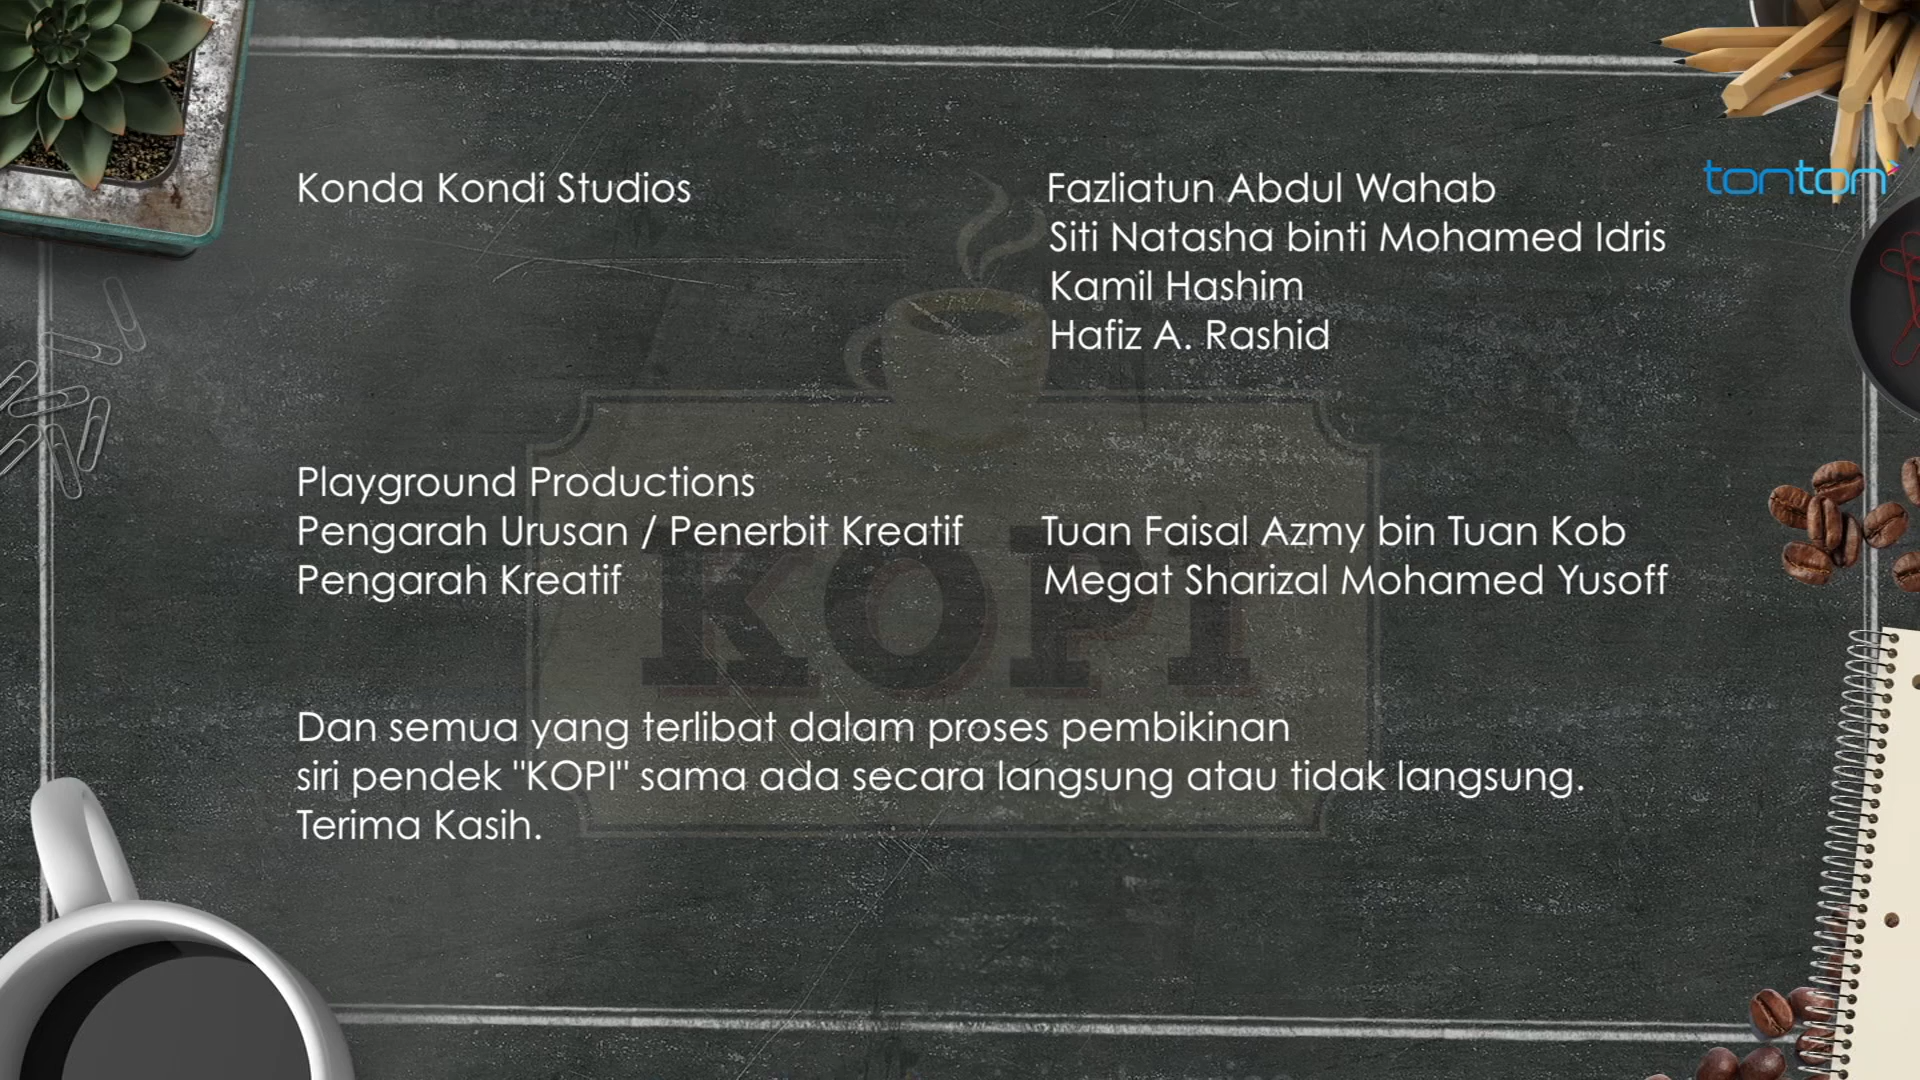 Konda Kondi Studios Fazliatun Abdul Wahab
Siti Natasha binti Mohamed Idris
Kamil Hashim
Hafiz A. Rashid
tonton
Playground Productions
Pengarah Urusan / Penerbit Kreatif Tuan Faisal Azmy bin Tuan Kob
Pengarah Kreatif Megat Sharizal Mohamed Yusoff
KOPI
Dan semua yang terlibat dalam proses pembikinan
siri pendek "KOPI" sama ada secara langsung atau tidak langsung.
Terima Kasih.